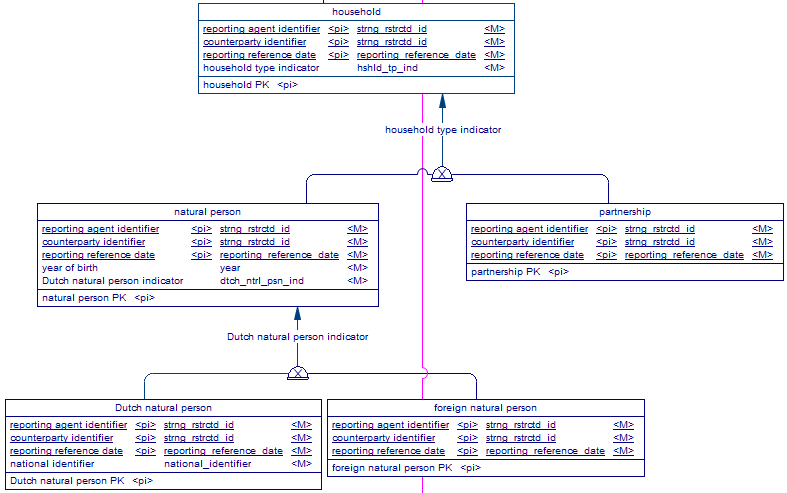 household
reporting agent identifier <pi> strng_rstrctd_id <M>
counterparty identifier <pi> strng_rstrctd_id <M>
reporting reference date <pi> reporting_reference_date <M>
household type indicator hshld_tp_ind <M>
household PK <pi>
household type indicator
natural person
reporting agent identifier <pi> strng_rstrctd_id <M>
counterparty identifier <pi> strng_rstrctd_id <M>
reporting reference date <pi> reporting_reference_date <M>
year of birth year <M>
Dutch natural person indicator dtch_ntrl_psn_ind <M>
natural person PK <pi>
partnership
reporting agent identifier <pi> strng_rstrctd_id <M>
counterparty identifier <pi> strng_rstrctd_id <M>
reporting reference date <pi> reporting_reference_date <M>
partnership PK <pi>
Dutch natural person indicator
Dutch natural person
reporting agent identifier <pi> strng_rstrctd_id <M>
counterparty identifier <pi> strng_rstrctd_id <M>
reporting reference date <pi> reporting_reference_date <M>
national identifier national_identifier <M>
Dutch natural person PK <pi>
foreign natural person
reporting agent identifier <pi> strng_rstrctd_id <M>
counterparty identifier <pi> strng_rstrctd_id <M>
reporting reference date <pi> reporting_reference_date <M>
foreign natural person PK <pi>